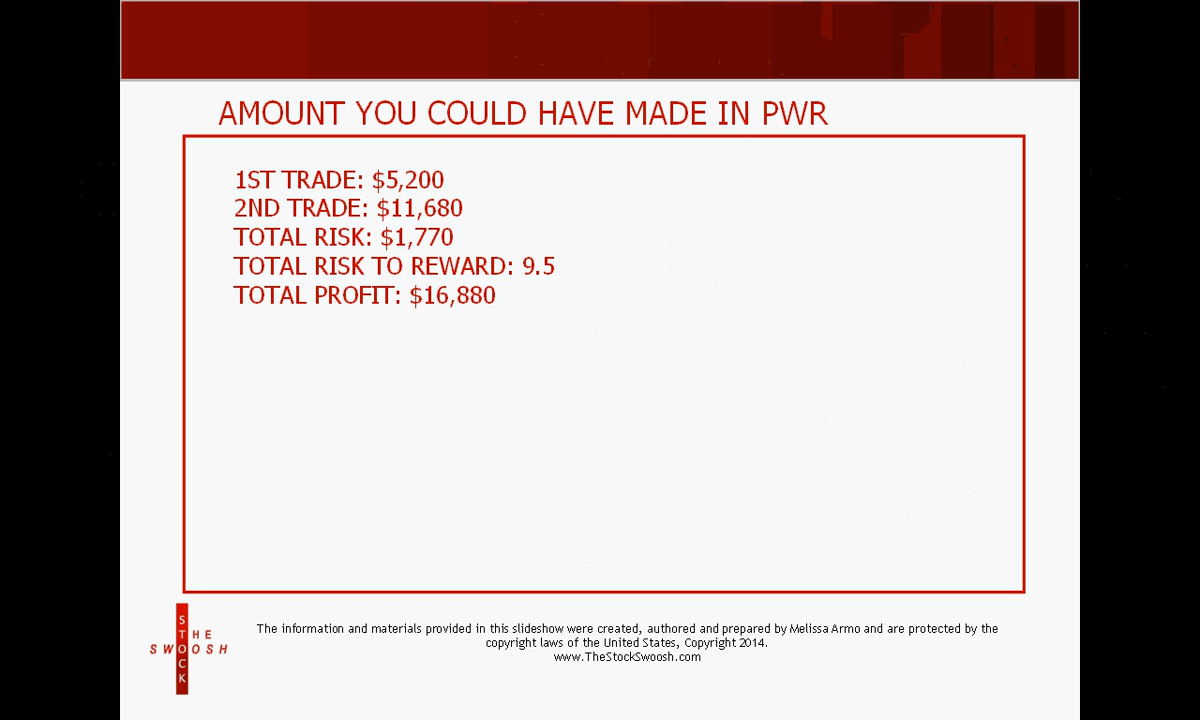 AMOUNT YOU COULD HAVE MADE IN PWR
1ST TRADE: $5,200
2ND TRADE: $11,680
TOTAL RISK: $1,770
TOTAL RISK TO REWARD: 9.5
TOTAL PROFIT: $16,880
THE
STOCK
SWOOSH
The information and materials provided in this slideshow were created, authored and prepared by Melissa Armo and are protected by the
copyright laws of the United States, Copyright 2014.
www.TheStockSwoosh.com